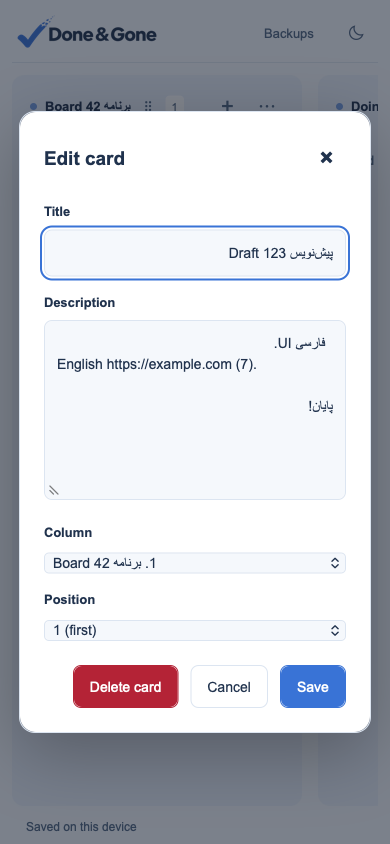 Done & Gone
Backups
Board 42 برنامه
1
Doin
Edit card
Title
پیش‌نویس Draft 123
Description
فارسی UI.
English https://example.com (7).
پایان!
Column
1. برنامه Board 42
Position
1 (first)
Delete card
Cancel
Save
Saved on this device